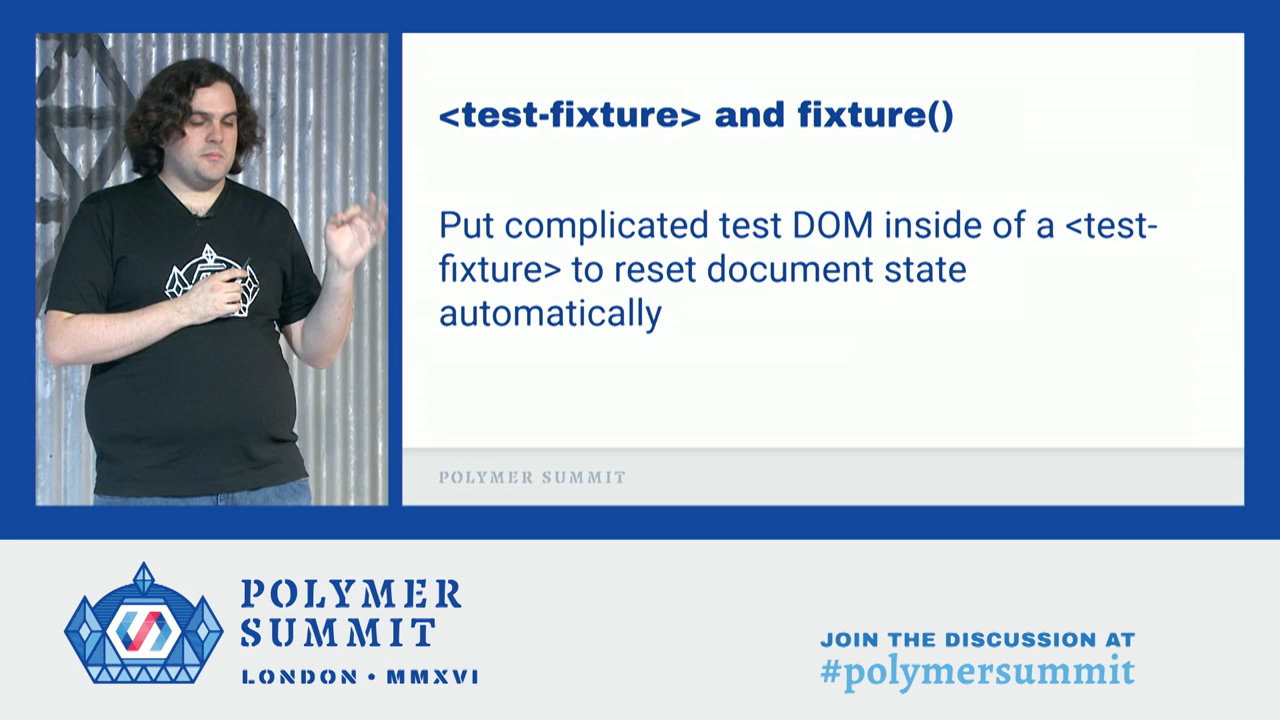 <test-fixture> and fixture()
Put complicated test DOM inside of a <test-
fixture> to reset document state
automatically
POLYMER SUMMIT
POLYMER
SUMMIT
LONDON • MMXVI
JOIN THE DISCUSSION AT
#polymersummit